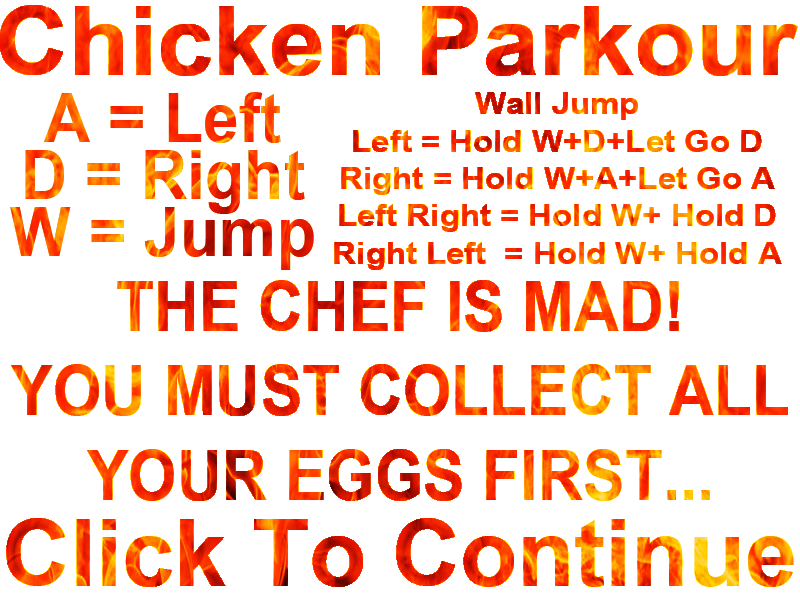 Chicken Parkour
A = Left
D = Right
W = Jump
Wall Jump
Left = Hold W+D+Let Go D
Right = Hold W+A+Let Go A
Left Right = Hold W+ Hold D
Right Left  = Hold W+ Hold A
THE CHEF IS MAD!
YOU MUST COLLECT ALL
YOUR EGGS FIRST...
Click To Continue